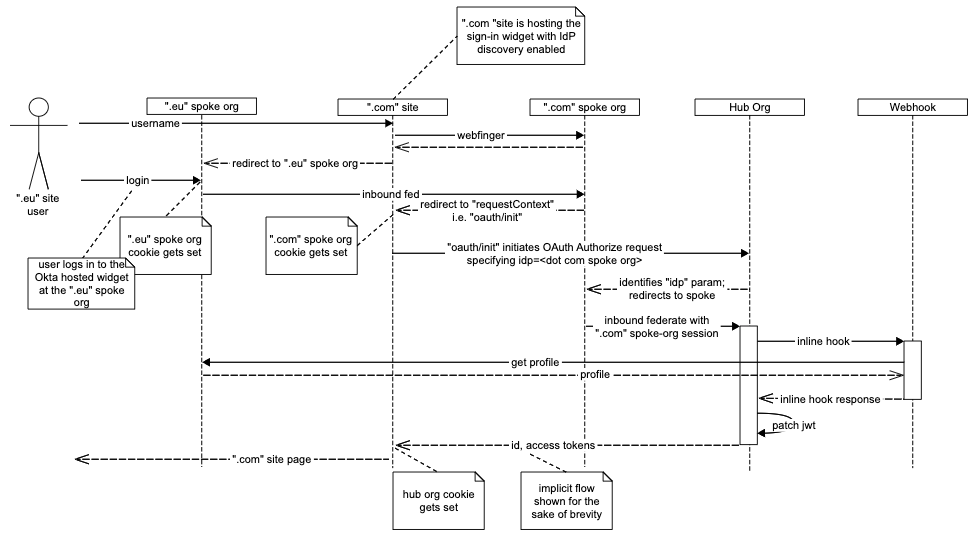 ".com "site is hosting the
sign-in widget with IdP
discovery enabled
".eu" spoke org
".com" site
".com" spoke org
Hub Org
Webhook
username
webfinger
redirect to ".eu" spoke org
login
".eu" site
user
inbound fed
redirect to "requestContext"
i.e. "oauth/init"
".eu" spoke org
cookie gets set
".com" spoke org
cookie gets set
user logs in to the
Okta hosted widget
at the ".eu" spoke
org
"oauth/init" initiates OAuth Authorize request
specifying idp=<dot com spoke org>
identifies "idp" param;
redirects to spoke
inbound federate with
".com" spoke-org session
inline hook
get profile
profile
inline hook response
patch jwt
id, access tokens
".com" site page
hub org cookie
gets set
implicit flow
shown for the
sake of brevity